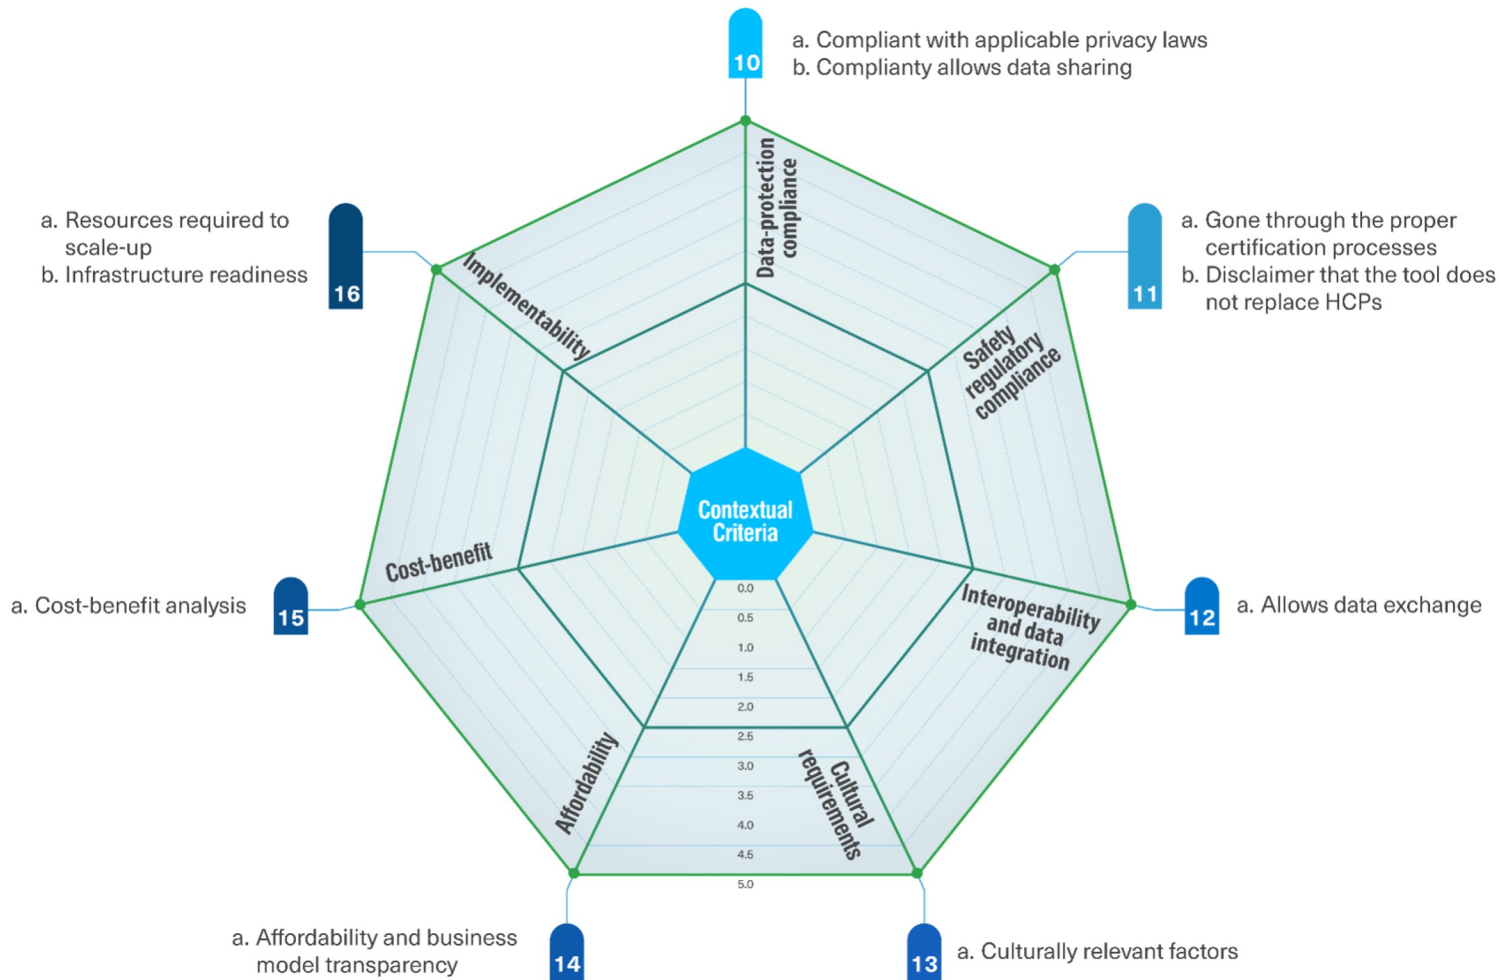 10
a. Compliant with applicable privacy laws
b. Complianty allows data sharing
Data-protection
compliance
a. Resources required to
scale-up
b. Infrastructure readiness
16
Implementability
11
a. Gone through the proper
certification processes
b. Disclaimer that the tool does
not replace HCPs
Safety
regulatory
compliance
Contextual
Criteria
Cost-benefit
a. Cost-benefit analysis
15
Interoperability
and data
integration
12
a. Allows data exchange
0.0
0.5
1.0
1.5
2.0
2.5
3.0
3.5
4.0
4.5
5.0
Affordability
Cultural
requirements
a. Affordability and business
model transparency
14
13
a. Culturally relevant factors